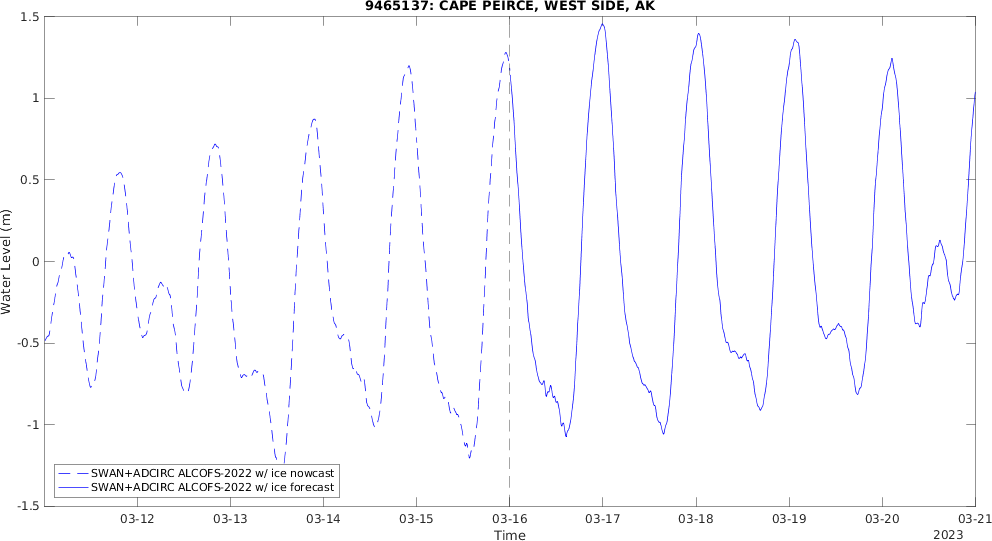 9465137: CAPE PEIRCE, WEST SIDE, AK
1.5
1
0.5
0
-0.5
-1
-1.5
Water Level (m)
SWAN+ADCIRC ALCOFS-2022 w/ ice nowcast
SWAN+ADCIRC ALCOFS-2022 w/ ice forecast
03-12 03-13 03-14 03-15 03-16 03-17 03-18 03-19 03-20 03-21
Time
2023